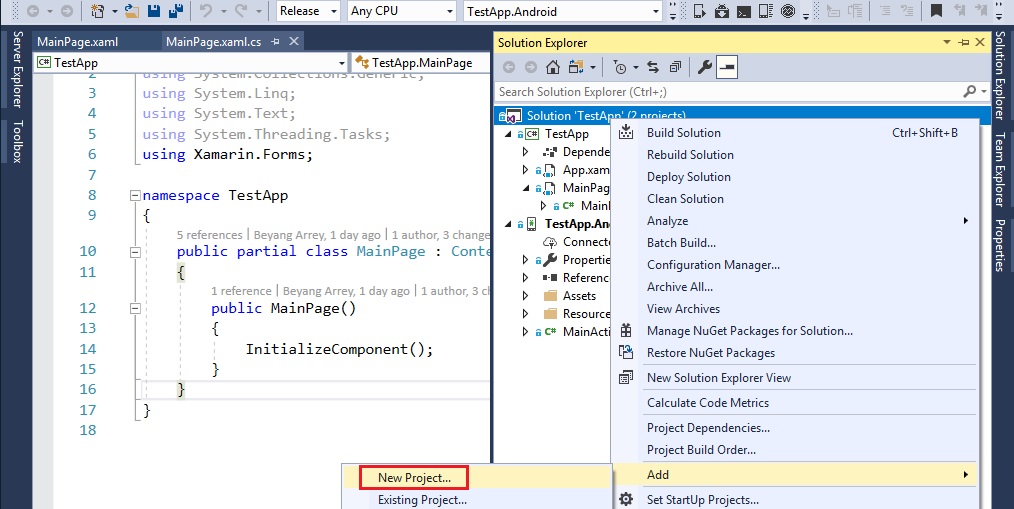 Release Any CPU TestApp.Android
Server Explorer
Toolbox
MainPage.xaml MainPage.xaml.cs
TestApp TestApp.MainPage
2 using System.Collections.Generic;
3 using System.Linq;
4 using System.Text;
5 using System.Threading.Tasks;
6 using Xamarin.Forms;
7
8 namespace TestApp
9 {
5 references | Beyang Arrey, 1 day ago | 1 author, 3 change
10 public partial class MainPage : Conte
11 {
1 reference | Beyang Arrey, 1 day ago | 1 author, 3 ch
12 public MainPage()
13 {
14 InitializeComponent();
15 }
16 }
17 }
18
Solution Explorer
Search Solution Explorer (Ctrl+;)
Solution 'TestApp' (2 projects)
C# TestApp
Depende
App.xam
MainPag
C# MainI
TestApp.An
Connecte
Propertie
Referenc
Assets
Resource
C# MainActi
Build Solution Ctrl+Shift+B
Rebuild Solution
Deploy Solution
Clean Solution
Analyze
Batch Build...
Configuration Manager...
Archive All...
View Archives
Manage NuGet Packages for Solution...
Restore NuGet Packages
New Solution Explorer View
Calculate Code Metrics
Project Dependencies...
Project Build Order...
Add
Set StartUp Projects...
New Project...
Existing Project...
Solution Explorer
Team Explorer
Properties